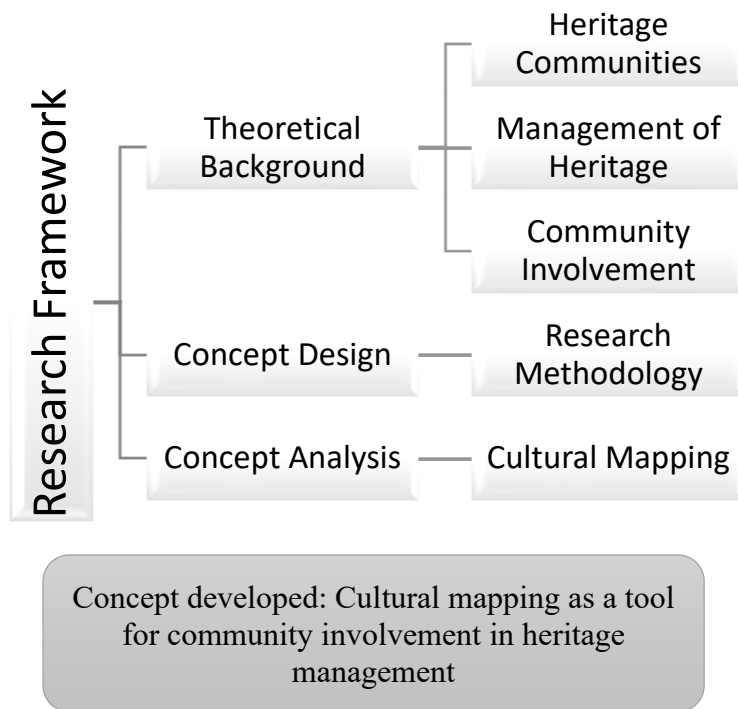 Research Framework
Theoretical
Background
Heritage
Communities
Management of
Heritage
Community
Involvement
Concept Design
Research
Methodology
Concept Analysis
Cultural Mapping
Concept developed: Cultural mapping as a tool
for community involvement in heritage
management